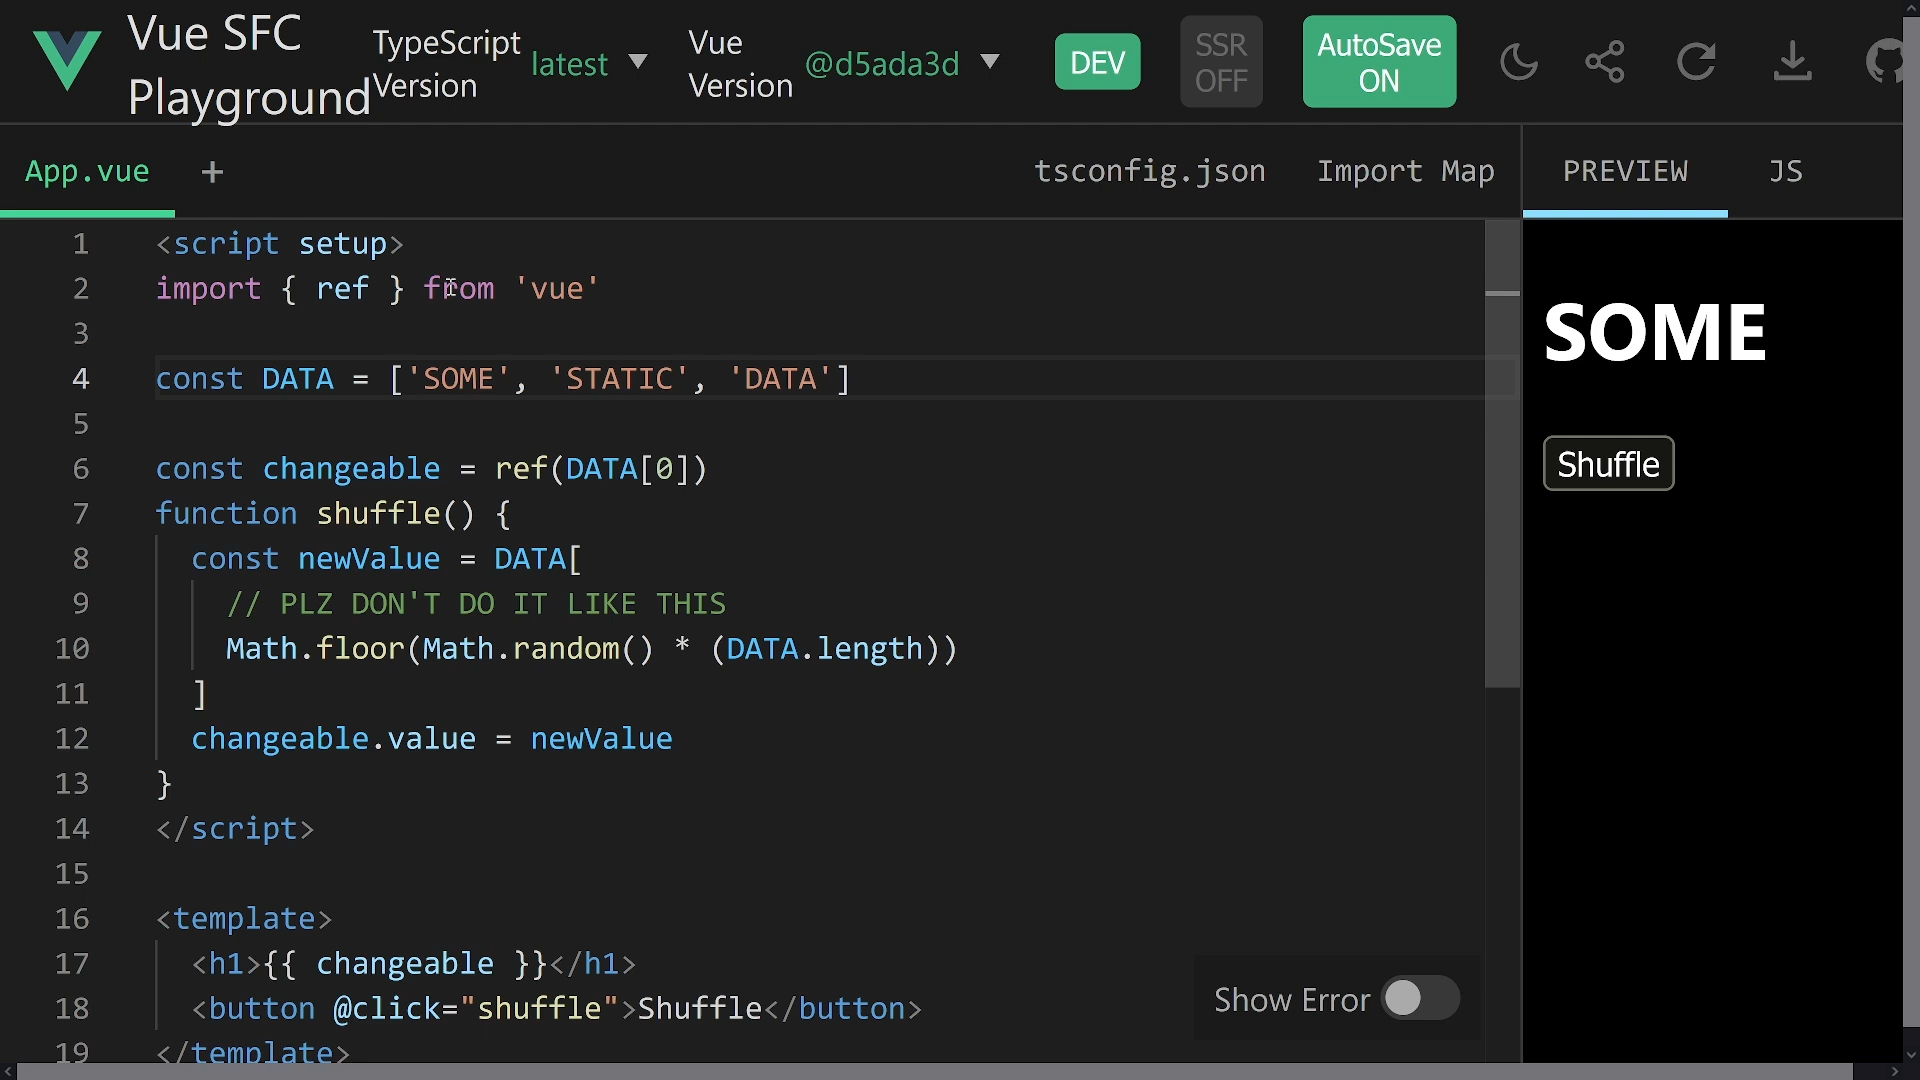 Vue SFC
Playground
TypeScript
Version
latest
Vue
Version
@d5ada3d
DEV
SSR
OFF
AutoSave
ON
App.vue
+
tsconfig.json
Import Map
PREVIEW
JS
1 <script setup>
2 import { ref } from 'vue'
3
4 const DATA = ['SOME', 'STATIC', 'DATA']
5
6 const changeable = ref(DATA[0])
7 function shuffle() {
8 const newValue = DATA[
9 // PLZ DON'T DO IT LIKE THIS
10 Math.floor(Math.random() * (DATA.length))
11 ]
12 changeable.value = newValue
13 }
14 </script>
15
16 <template>
17 <h1>{{ changeable }}</h1>
18 <button @click="shuffle">Shuffle</button>
19 </template>
Show Error
SOME
Shuffle